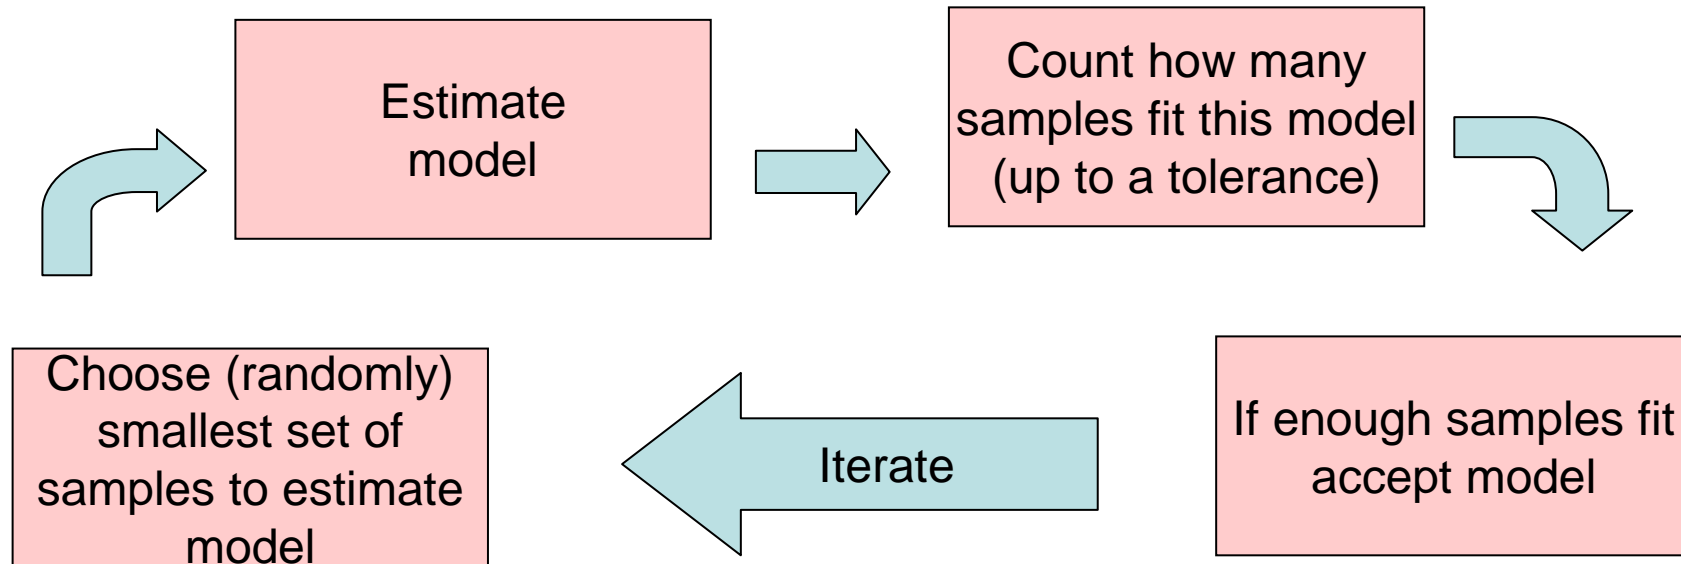 Estimate
model
Count how many
samples fit this model
(up to a tolerance)
Choose (randomly)
smallest set of
samples to estimate
model
Iterate
If enough samples fit
accept model